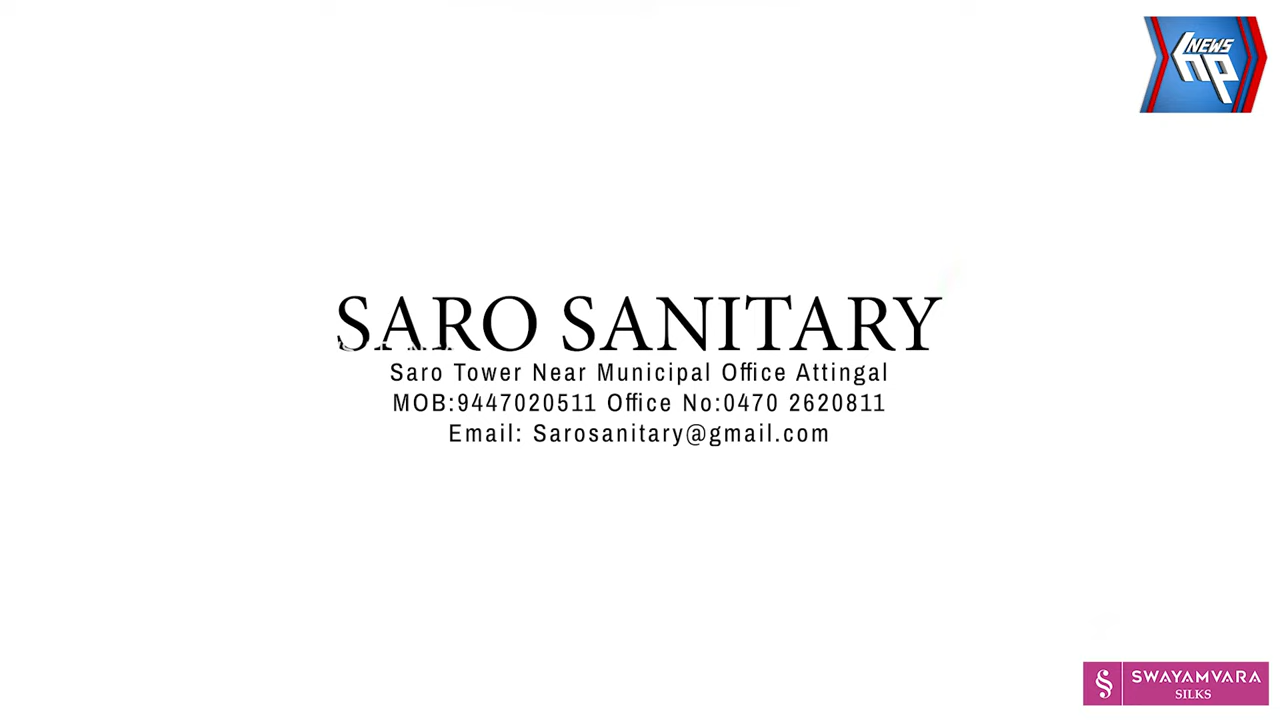 NEWS
hp
SARO SANITARY
Saro Tower Near Municipal Office Attingal
MOB:9447020511 Office No:0470 2620811
Email: Sarosanitary@gmail.com
SWAYAMVARA
SILKS